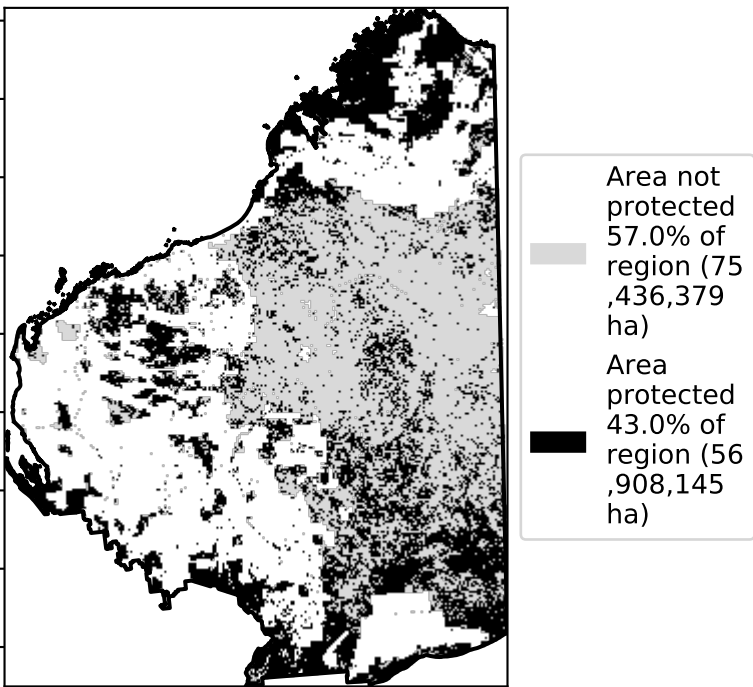 Area not
protected
57.0% of
region (75
,436,379
ha)
Area
protected
43.0% of
region (56
,908,145
ha)